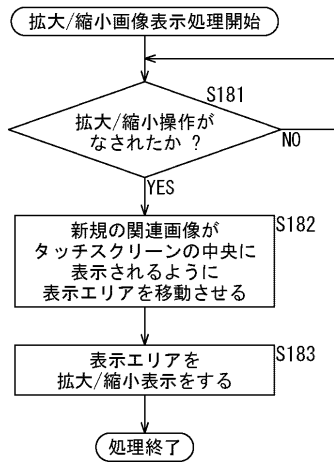 拡大/縮小画像表示処理開始
S181
拡大/縮小操作が
なされたか ?
NO
YES
S182
新規の関連画像が
タッチスクリーンの中央に
表示されるように
表示エリアを移動させる
S183
表示エリアを
拡大/縮小表示をする
処理終了